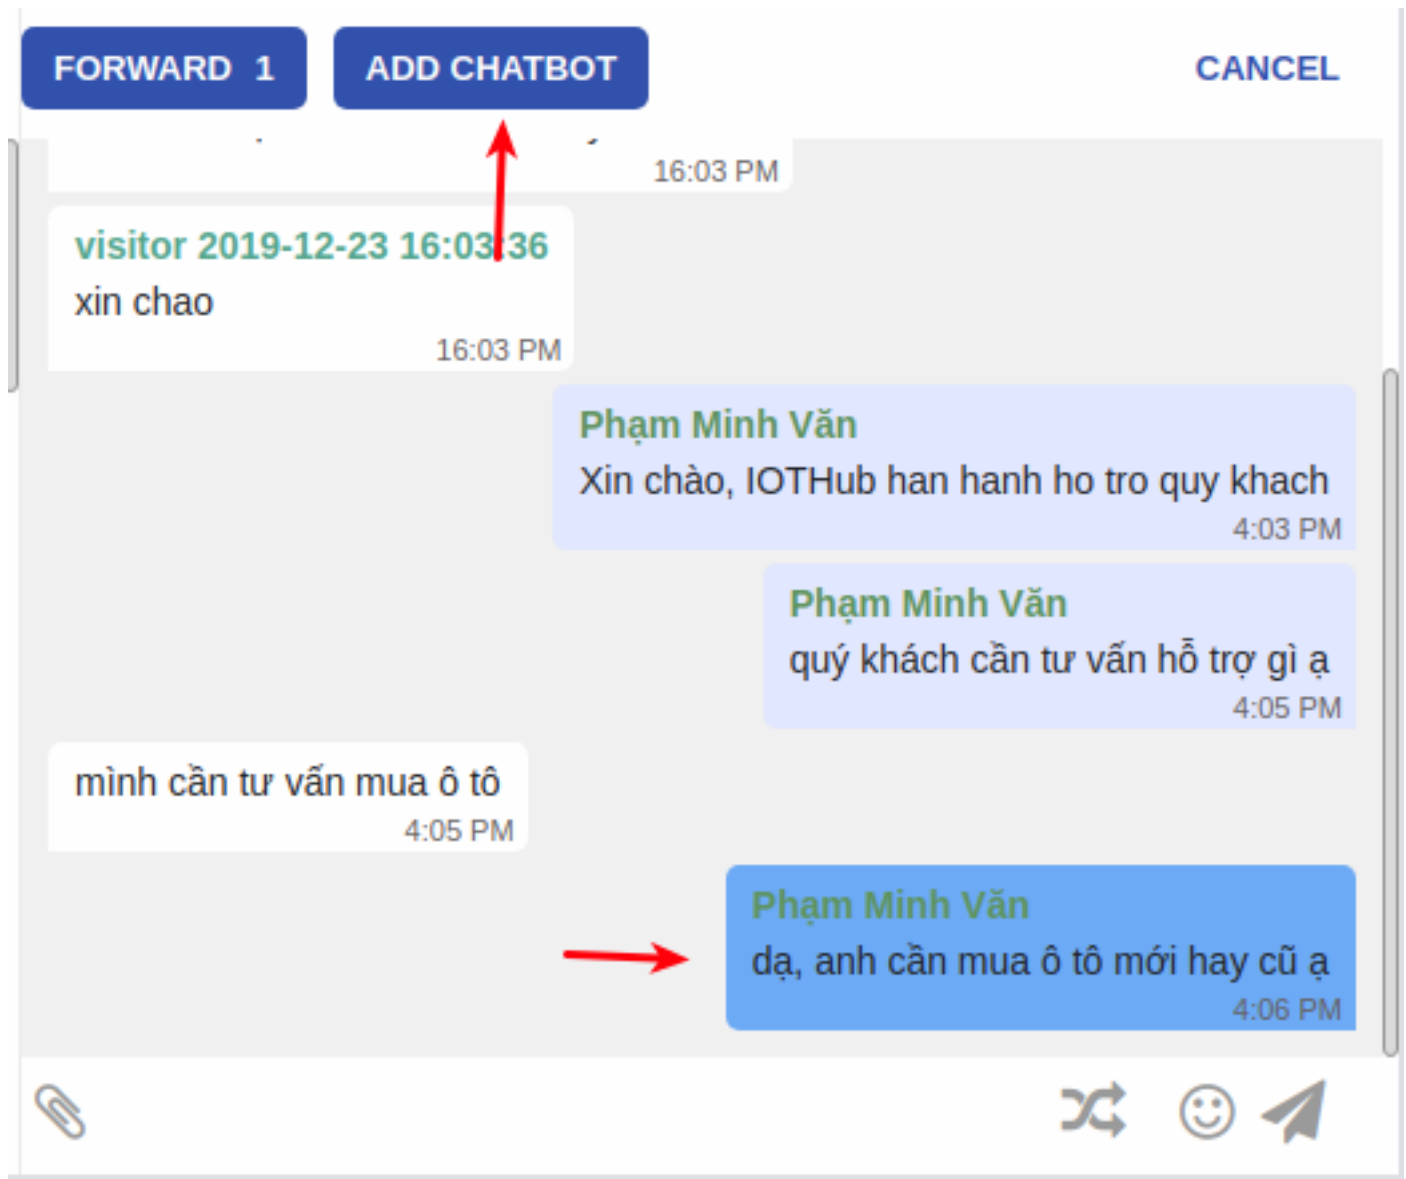 FORWARD 1 ADD CHATBOT CANCEL
16:03 PM
visitor 2019-12-23 16:03:36
xin chao
16:03 PM
Phạm Minh Văn
Xin chào, IOTHub han hanh ho tro quy khach
4:03 PM
Phạm Minh Văn
quý khách cần tư vấn hỗ trợ gì ạ
4:05 PM
mình cần tư vấn mua ô tô
4:05 PM
Phạm Minh Văn
dạ, anh cần mua ô tô mới hay cũ ạ
4:06 PM